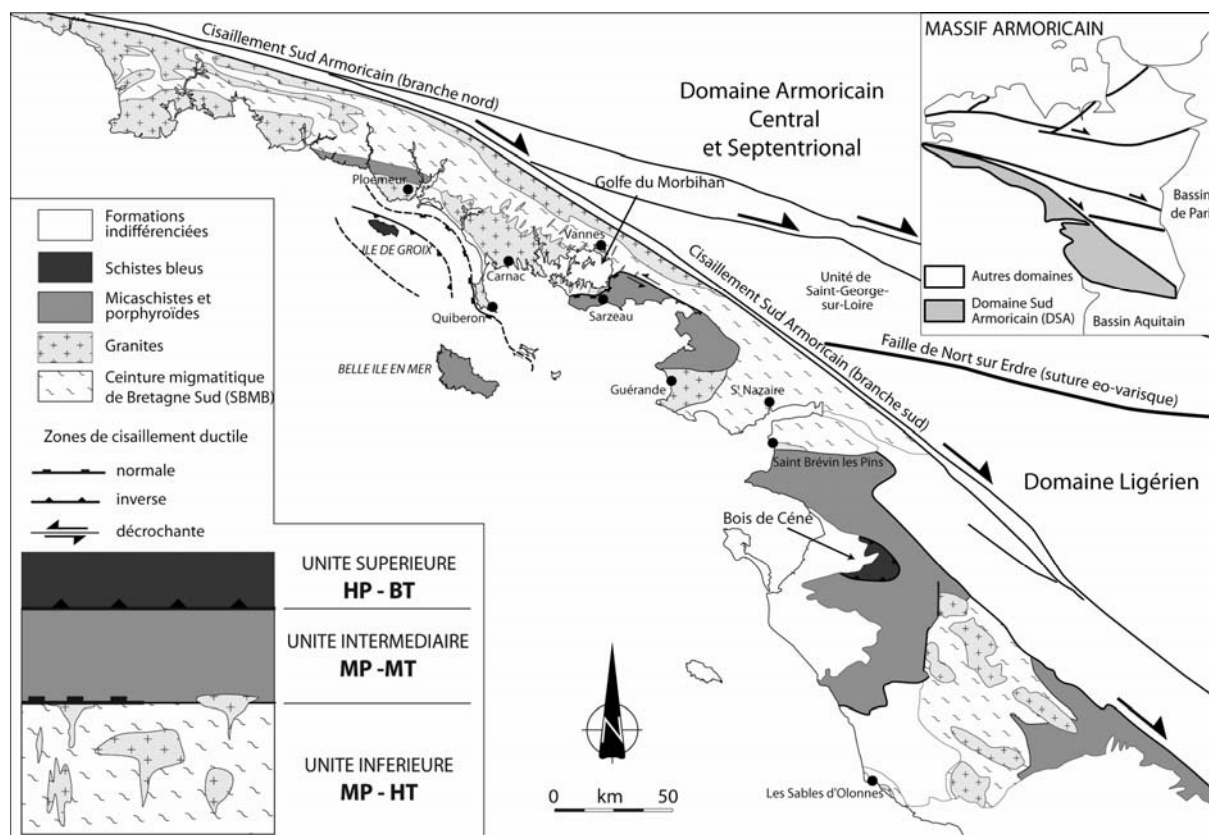 Cisaillement Sud Armoricain (branche nord)
Domaine Armoricain
Central
et Septentrional
Golfe du Morbihan
Ploemeur
ILE DE GROIX
Vannes
Carnac
Quiberon
Sarzeau
BELLE ILE EN MER
Guérande
St Nazaire
Cisaillement Sud Armoricain (branche sud)
Unité de
Saint-George-
sur-Loire
Faille de Nort sur Erdre (suture eo-varisque)
Saint Brévin les Pins
Domaine Ligérien
Bois de Céné
Les Sables d'Olonnes
N
0 km 50
MASSIF ARMORICAIN
Bassin
de Pari
Autres domaines
Domaine Sud
Armoricain (DSA)
Bassin Aquitain
Formations
indifférenciées
Schistes bleus
Micaschistes et
porphyroïdes
Granites
Ceinture migmatitique
de Bretagne Sud (SBMB)
Zones de cisaillement ductile
normale
inverse
décrochante
UNITE SUPERIEURE
HP - BT
UNITE INTERMEDIAIRE
MP -MT
UNITE INFERIEURE
MP - HT